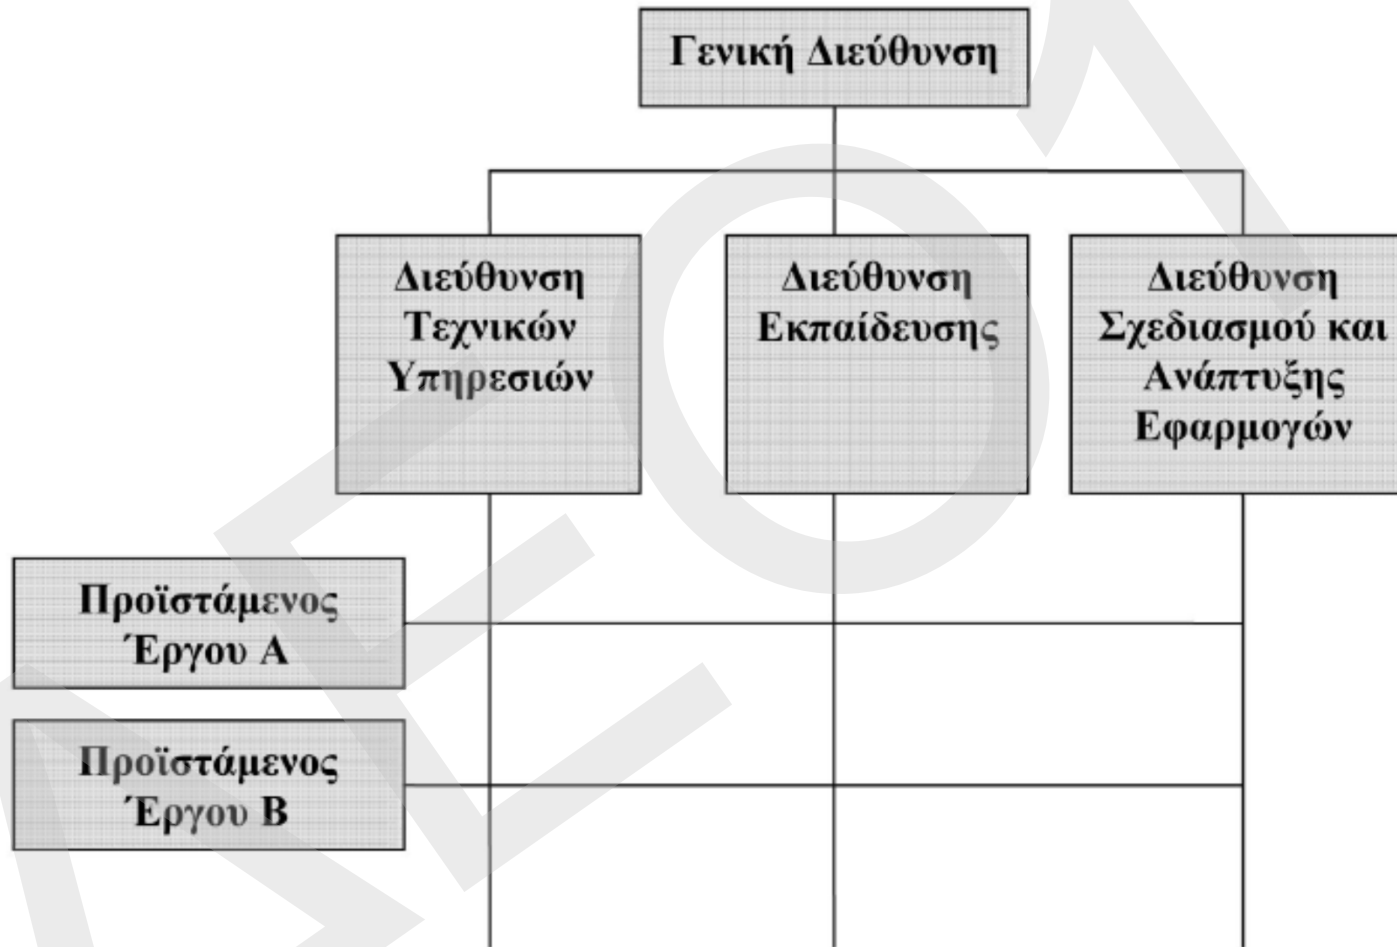 Γενική Διεύθυνση
Διεύθυνση
Τεχνικών
Υπηρεσιών
Διεύθυνση
Εκπαίδευσης
Διεύθυνση
Σχεδιασμού και
Ανάπτυξης
Εφαρμογών
Προϊστάμενος
Έργου Α
Προϊστάμενος
Έργου Β